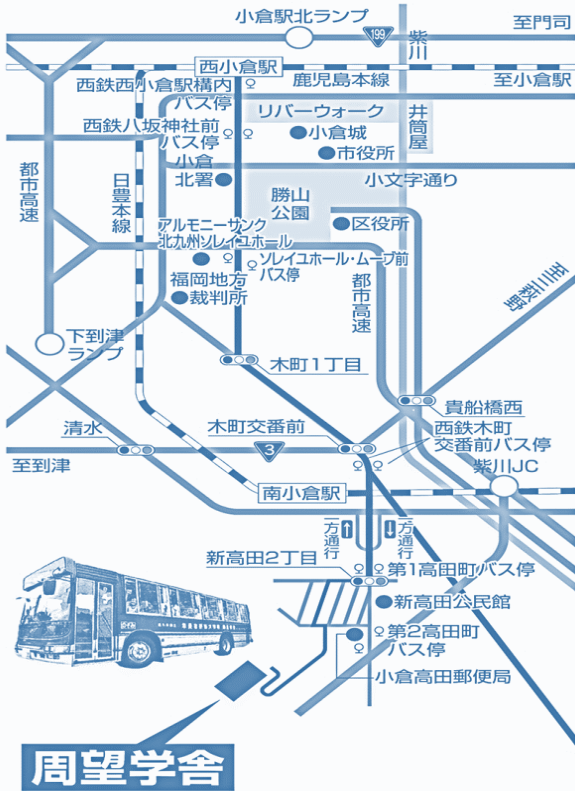 小倉駅北ランプ
至門司
199
紫川
西小倉駅
鹿児島本線
至小倉駅
西鉄西小倉駅構内
バス停
リバーウォーク
井筒屋
西鉄八坂神社前
バス停
小倉城
市役所
小倉
北署
小文字通り
都市高速
日豊本線
勝山
公園
区役所
アルモニーサンク
北九州ソレイユホール
ソレイユホール・ムーブ前
バス停
至三萩野
福岡地方
裁判所
都市高速
下到津
ランプ
木町1丁目
貴船橋西
清水
木町交番前
西鉄木町
交番前バス停
3
至到津
紫川JC
南小倉駅
一方通行
一方通行
新高田2丁目
第1高田町バス停
新高田公民館
第2高田町
バス停
小倉高田郵便局
周望学舎